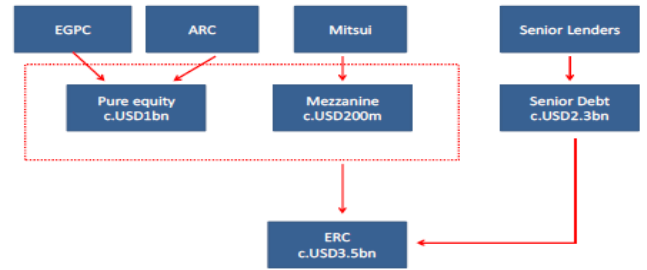 EGPC
ARC
Mitsui
Senior Lenders
Pure equity
c.USD1bn
Mezzanine
c.USD200m
Senior Debt
c.USD2.3bn
ERC
c.USD3.5bn